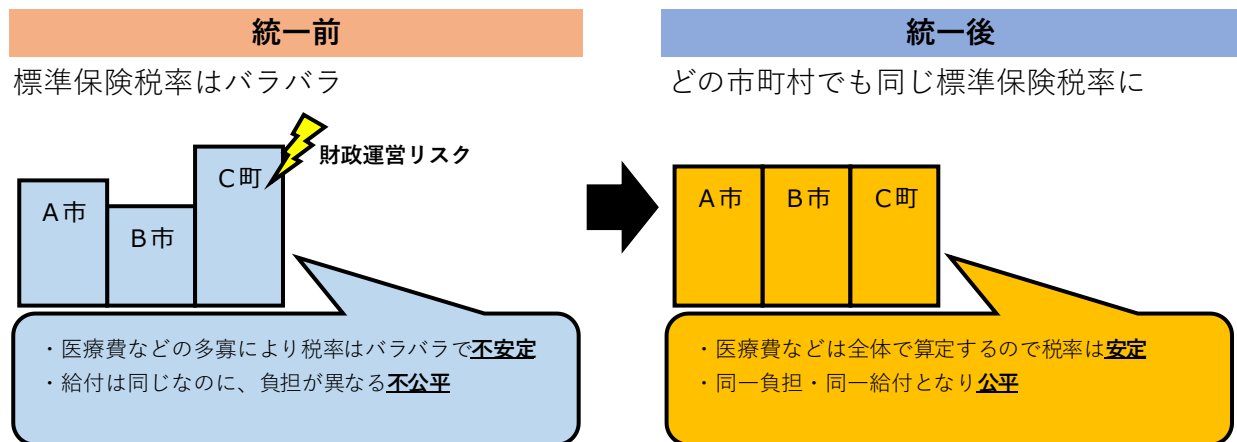 統一前
標準保険税率はバラバラ
財政運営リスク
A市
B市
C町
・医療費などの多寡により税率はバラバラで不安定
・給付は同じなのに、負担が異なる不公平
統一後
どの市町村でも同じ標準保険税率に
A市
B市
C町
・医療費などは全体で算定するので税率は安定
・同一負担・同一給付となり公平